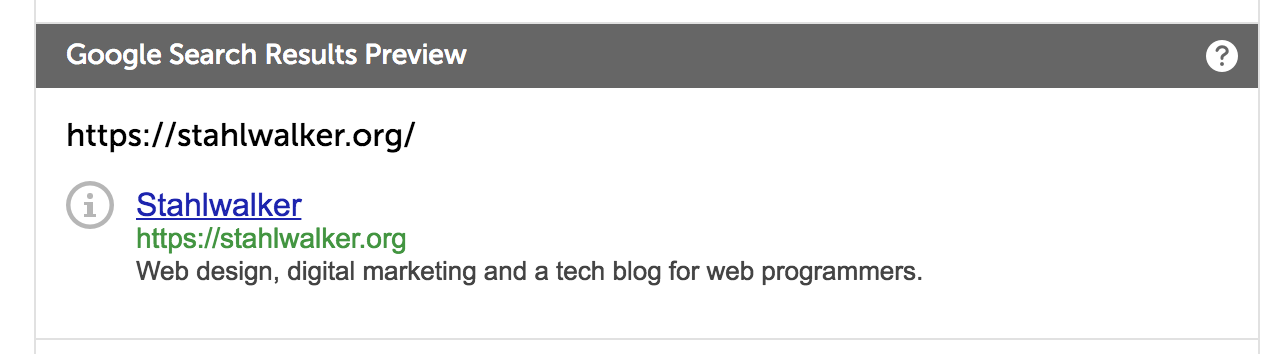 Google Search Results Preview
?
https://stahlwalker.org/
i
Stahlwalker
https://stahlwalker.org
Web design, digital marketing and a tech blog for web programmers.